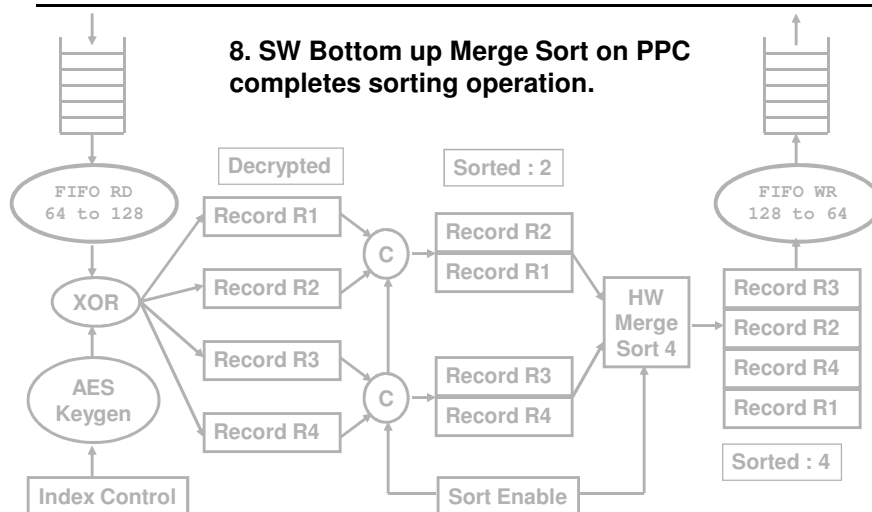 8. SW Bottom up Merge Sort on PPC
completes sorting operation.
Decrypted
Sorted : 2
FIFO RD
64 to 128
FIFO WR
128 to 64
Record R1
Record R2
Record R3
Record R4
XOR
AES
Keygen
Index Control
C
C
Record R2
Record R1
Record R3
Record R4
Sort Enable
HW
Merge
Sort 4
Record R3
Record R2
Record R4
Record R1
Sorted : 4